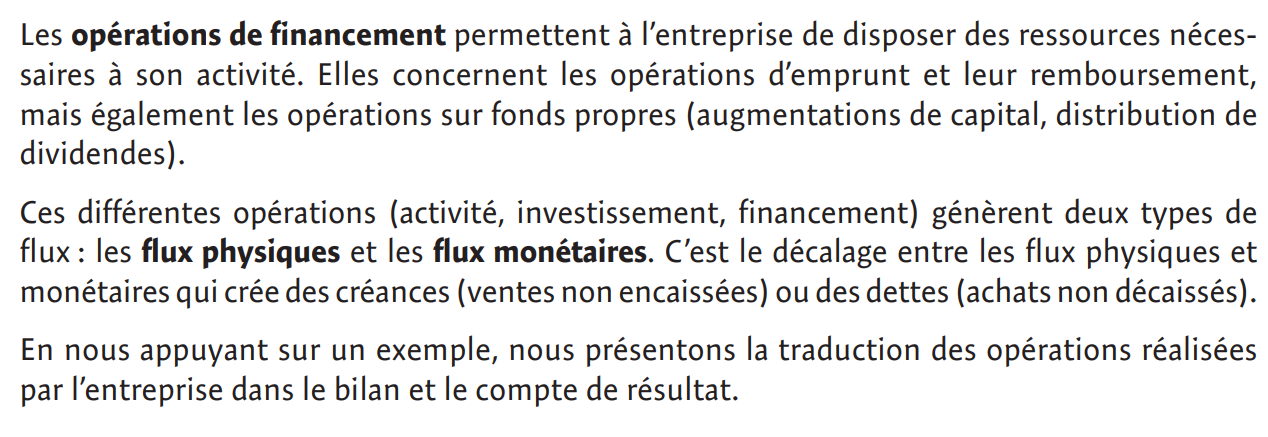 Les opérations de financement permettent à l’entreprise de disposer des ressources néces-
saires à son activité. Elles concernent les opérations d’emprunt et leur remboursement,
mais également les opérations sur fonds propres (augmentations de capital, distribution de
dividendes).
Ces différentes opérations (activité, investissement, financement) génèrent deux types de
flux : les flux physiques et les flux monétaires. C’est le décalage entre les flux physiques et
monétaires qui crée des créances (ventes non encaissées) ou des dettes (achats non décaissés).
En nous appuyant sur un exemple, nous présentons la traduction des opérations réalisées
par l’entreprise dans le bilan et le compte de résultat.